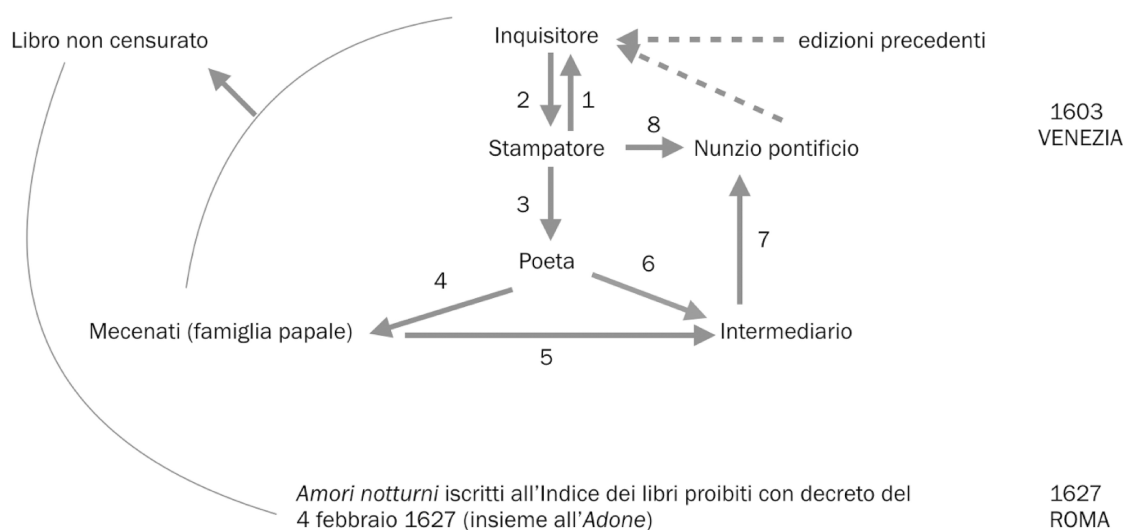 Libro non censurato
Inquisitore
edizioni precedenti
2
1
1603
VENEZIA
8
Stampatore
Nunzio pontificio
3
7
Poeta
6
4
Mecenati (famiglia papale)
Intermediario
5
Amori notturni iscritti all'Indice dei libri proibiti con decreto del
4 febbraio 1627 (insieme all'Adone)
1627
ROMA